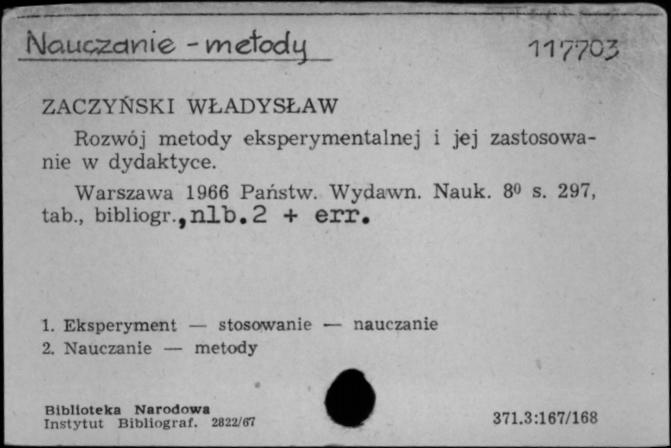 Nauczanie - metody
117703
ZACZYŃSKI WŁADYSŁAW
Rozwój metody eksperymentalnej i jej zastosowa-
nie w dydaktyce.
Warszawa 1966 Państw. Wydawn. Nauk. 8⁰ s. 297,
tab., bibliogr., nlb.2 + err.
1. Eksperyment — stosowanie — nauczanie
2. Nauczanie — metody
Biblioteka Narodowa
Instytut Bibliograf. 2822/67
371.3:167/168